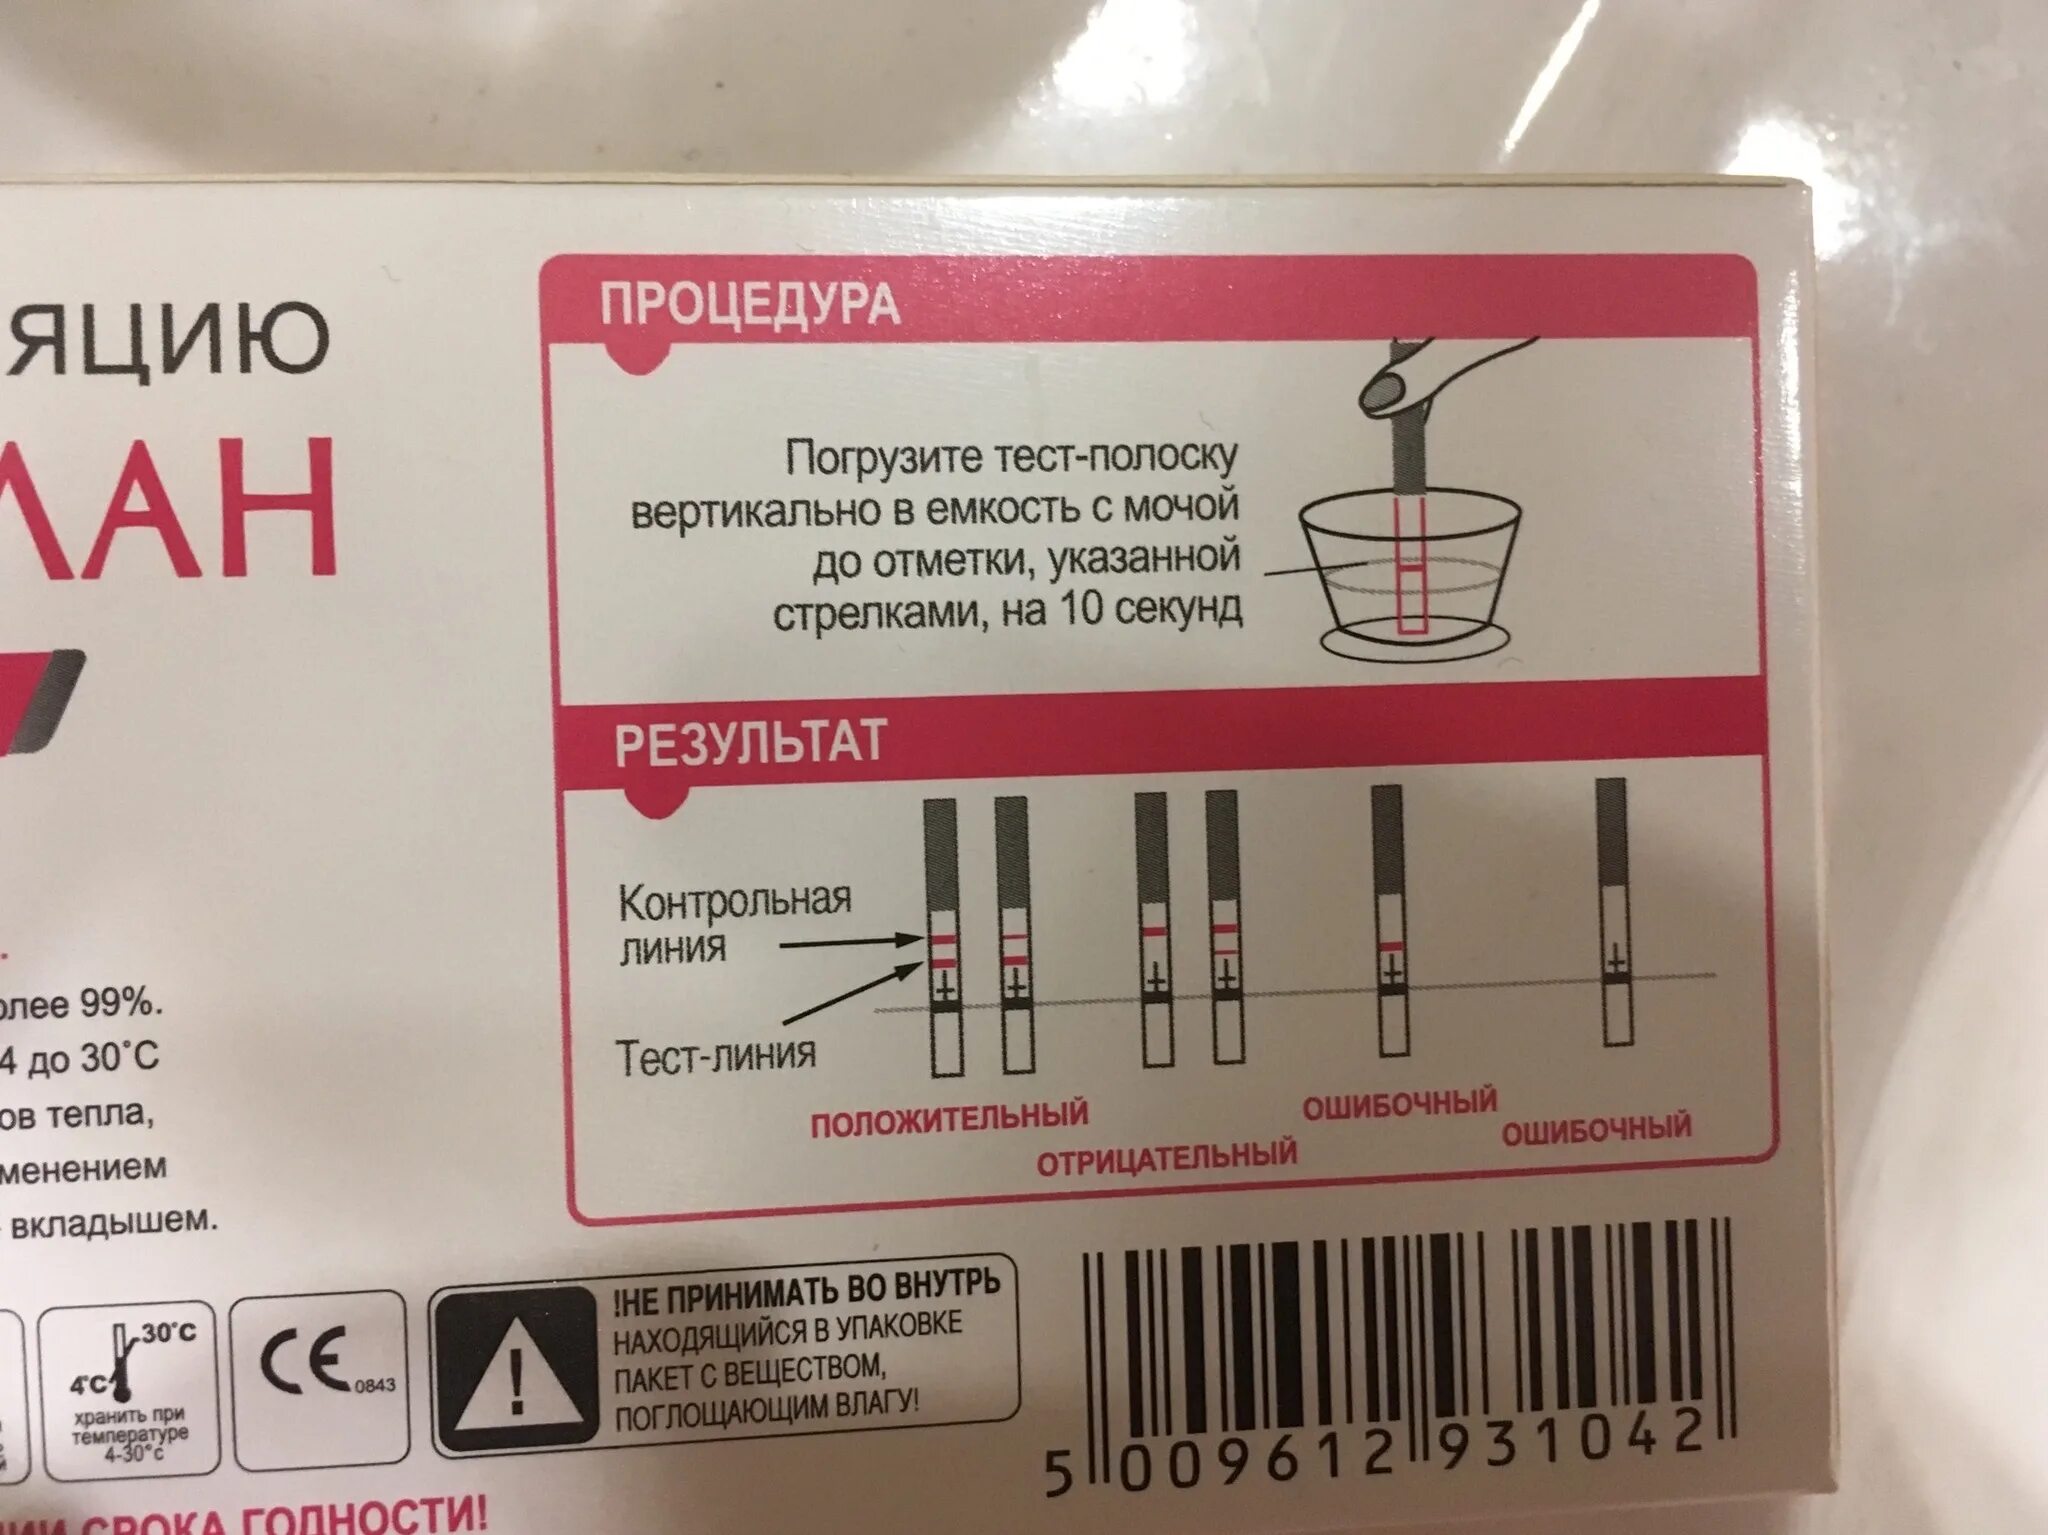 ЯЦИЮ
ЛАН
олее 99%.
4 до 30°С
ов тепла,
менением
вкладышем.
ПРОЦЕДУРА
Погрузите тест-полоску
вертикально в емкость с мочой
до отметки, указанной
стрелками, на 10 секунд
РЕЗУЛЬТАТ
Контрольная
линия
Тест-линия
ПОЛОЖИТЕЛЬНЫЙ
ОТРИЦАТЕЛЬНЫЙ
ОШИБОЧНЫЙ
ОШИБОЧНЫЙ
30°С
4°С
хранить при
температуре
4-30°с
CE 0843
!НЕ ПРИНИМАТЬ ВО ВНУТРЬ
НАХОДЯЩИЙСЯ В УПАКОВКЕ
ПАКЕТ С ВЕЩЕСТВОМ,
ПОГЛОЩАЮЩИМ ВЛАГУ!
5 009612 931042
ИИ СРОКА ГОДНОСТИ!